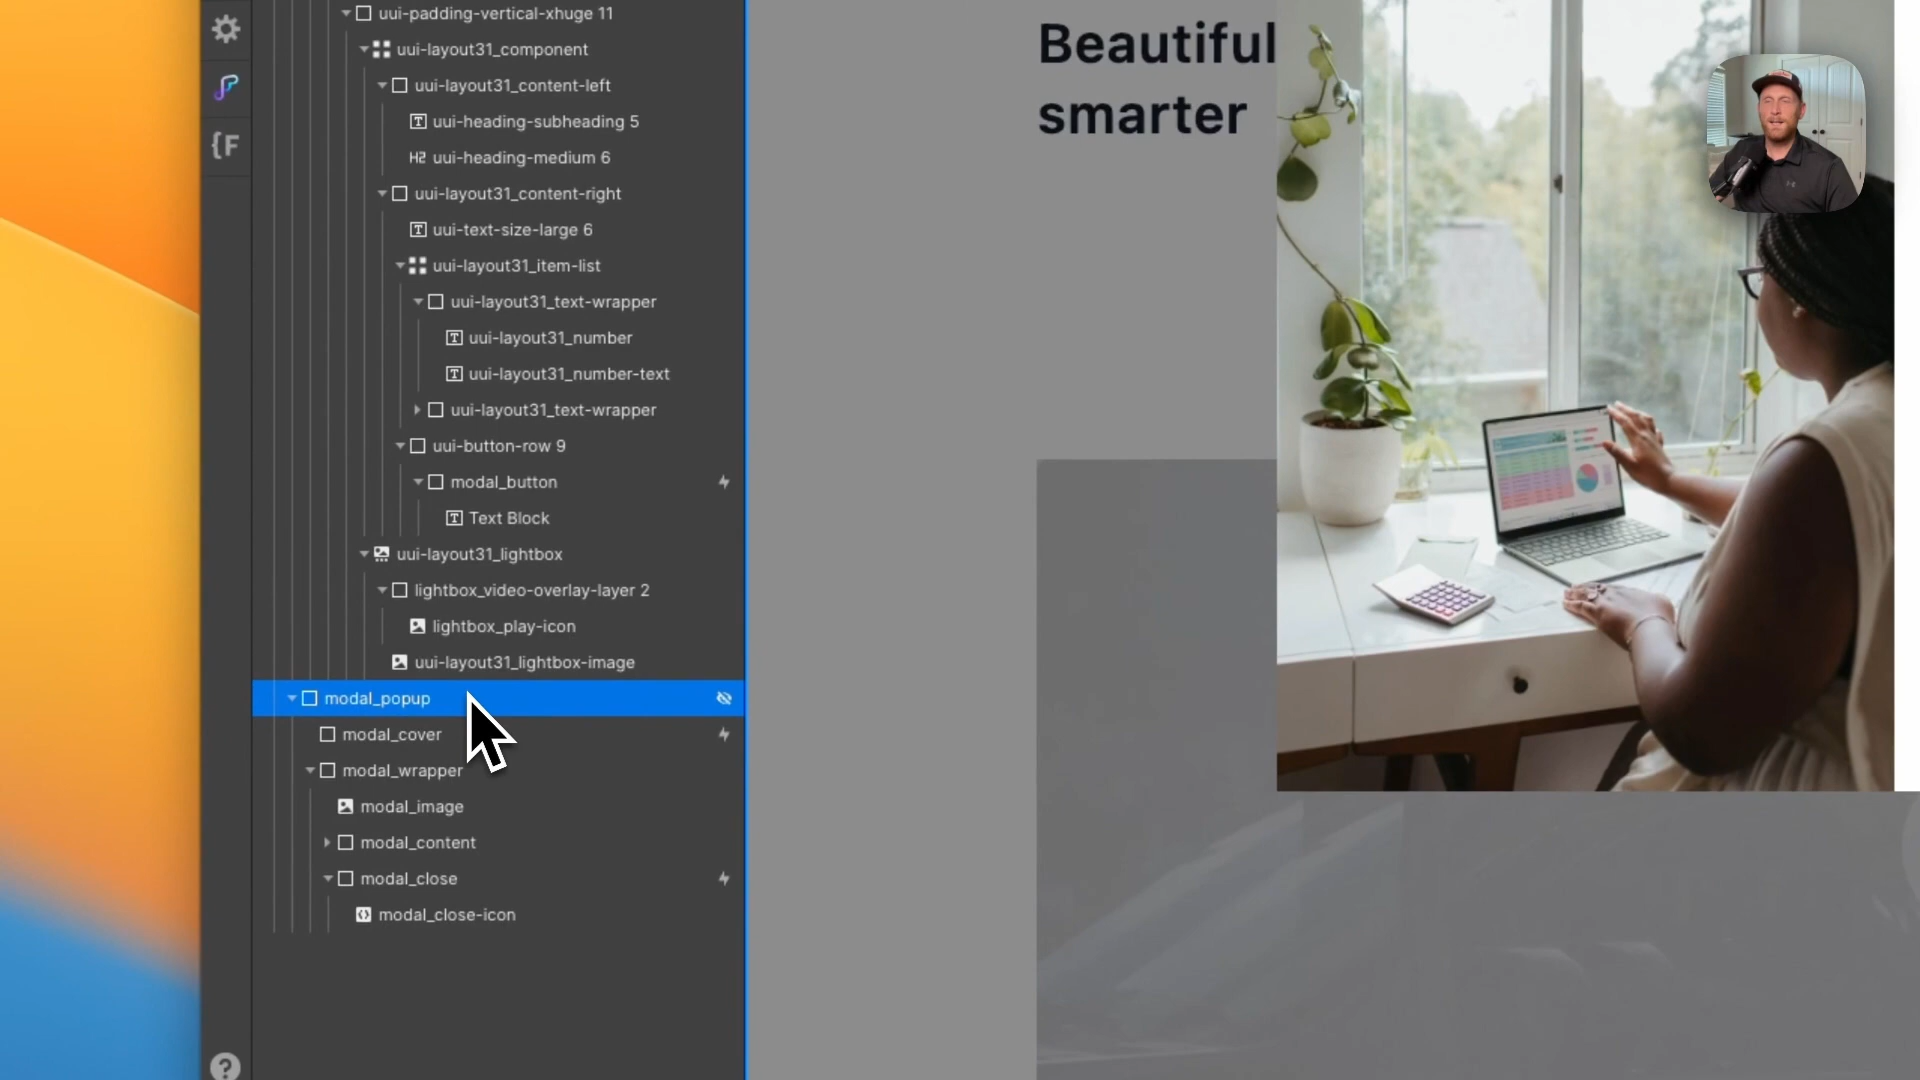 uui-padding-vertical-xhuge 11
uui-layout31_component
uui-layout31_content-left
uui-heading-subheading 5
H2 uui-heading-medium 6
uui-layout31_content-right
uui-text-size-large 6
uui-layout31_item-list
uui-layout31_text-wrapper
uui-layout31_number
uui-layout31_number-text
uui-layout31_text-wrapper
uui-button-row 9
modal_button
Text Block
uui-layout31_lightbox
lightbox_video-overlay-layer 2
lightbox_play-icon
uui-layout31_lightbox-image
modal_popup
modal_cover
modal_wrapper
modal_image
modal_content
modal_close
modal_close-icon
{F
?
Beautiful
smarter